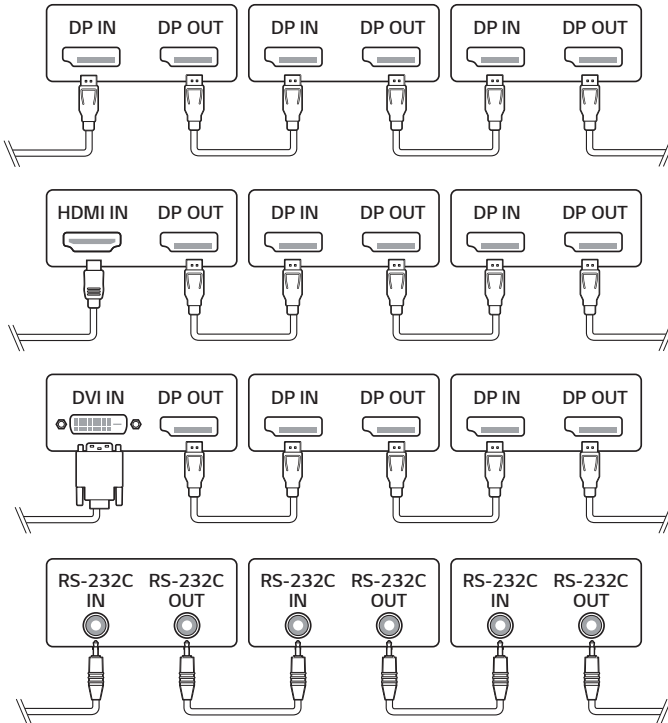 DP IN DP OUT DP IN DP OUT DP IN DP OUT
HDMI IN DP OUT DP IN DP OUT DP IN DP OUT
DVI IN DP OUT DP IN DP OUT DP IN DP OUT
RS-232C RS-232C RS-232C RS-232C RS-232C RS-232C
IN OUT IN OUT IN OUT